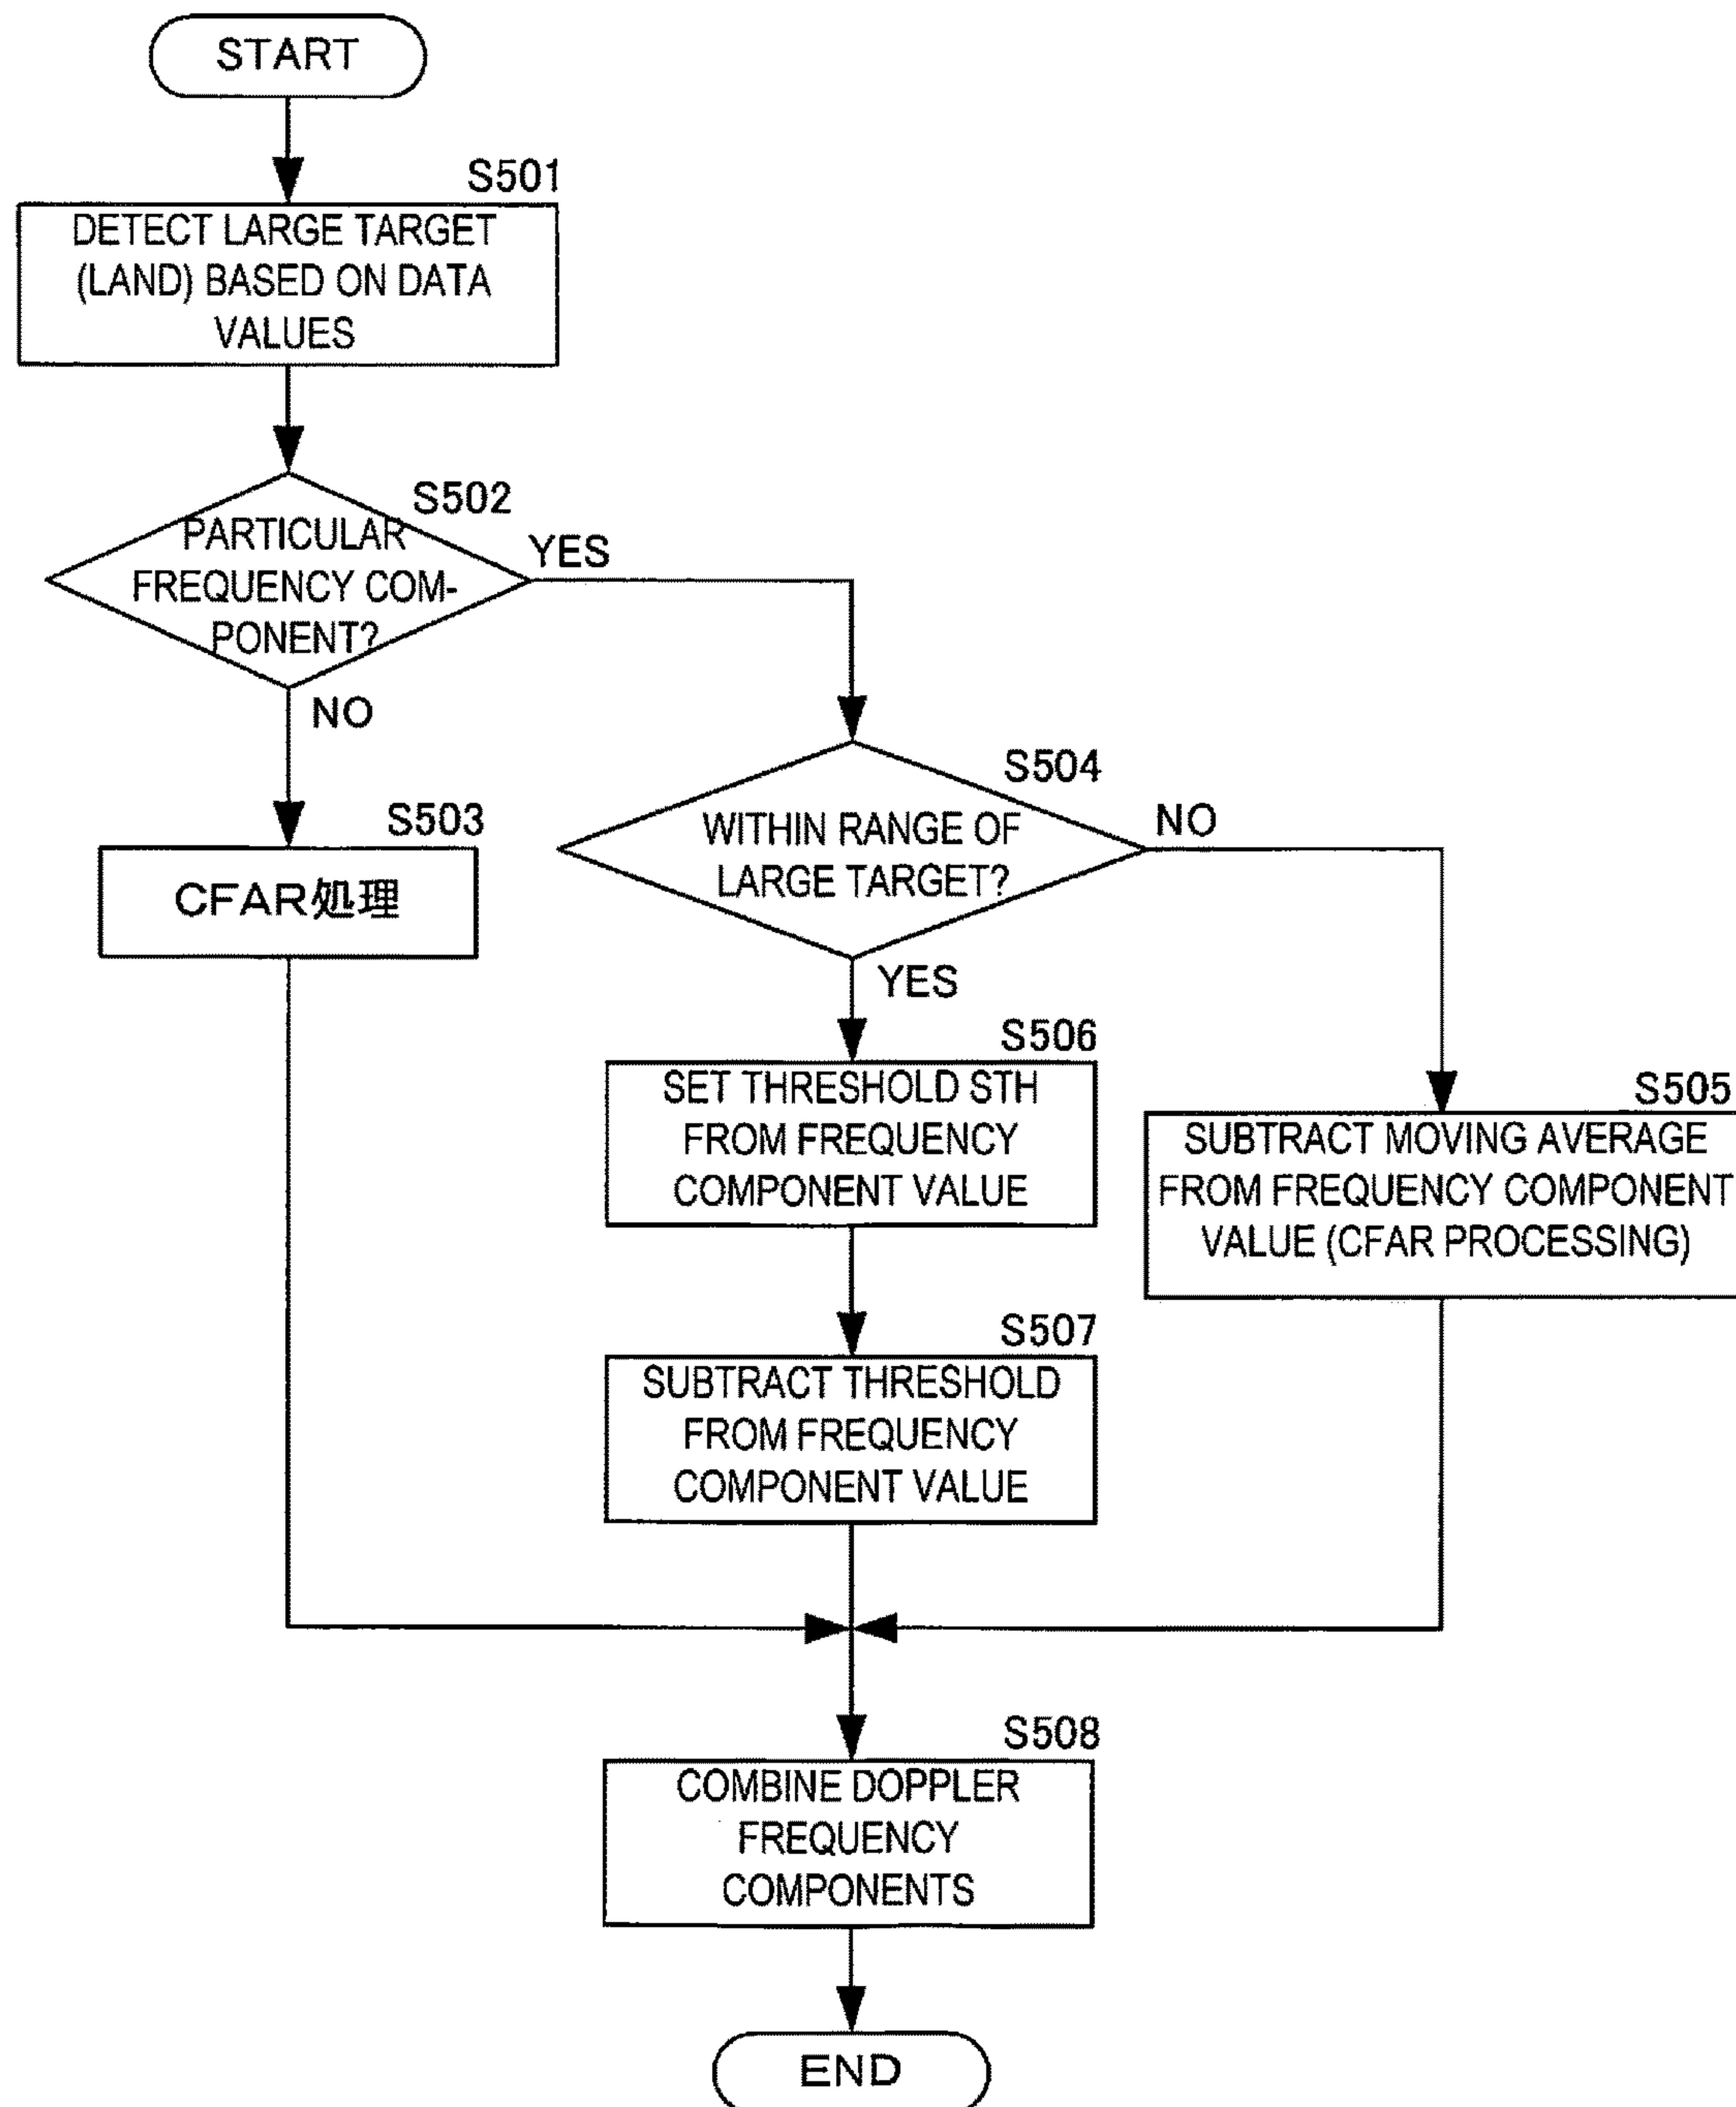 START
S501
DETECT LARGE TARGET
(LAND) BASED ON DATA
VALUES
S502
PARTICULAR
FREQUENCY COM-
PONENT?
YES
NO
S503
CFAR処理
S504
WITHIN RANGE OF
LARGE TARGET?
NO
YES
S506
SET THRESHOLD STH
FROM FREQUENCY
COMPONENT VALUE
S505
SUBTRACT MOVING AVERAGE
FROM FREQUENCY COMPONENT
VALUE (CFAR PROCESSING)
S507
SUBTRACT THRESHOLD
FROM FREQUENCY
COMPONENT VALUE
S508
COMBINE DOPPLER
FREQUENCY
COMPONENTS
END